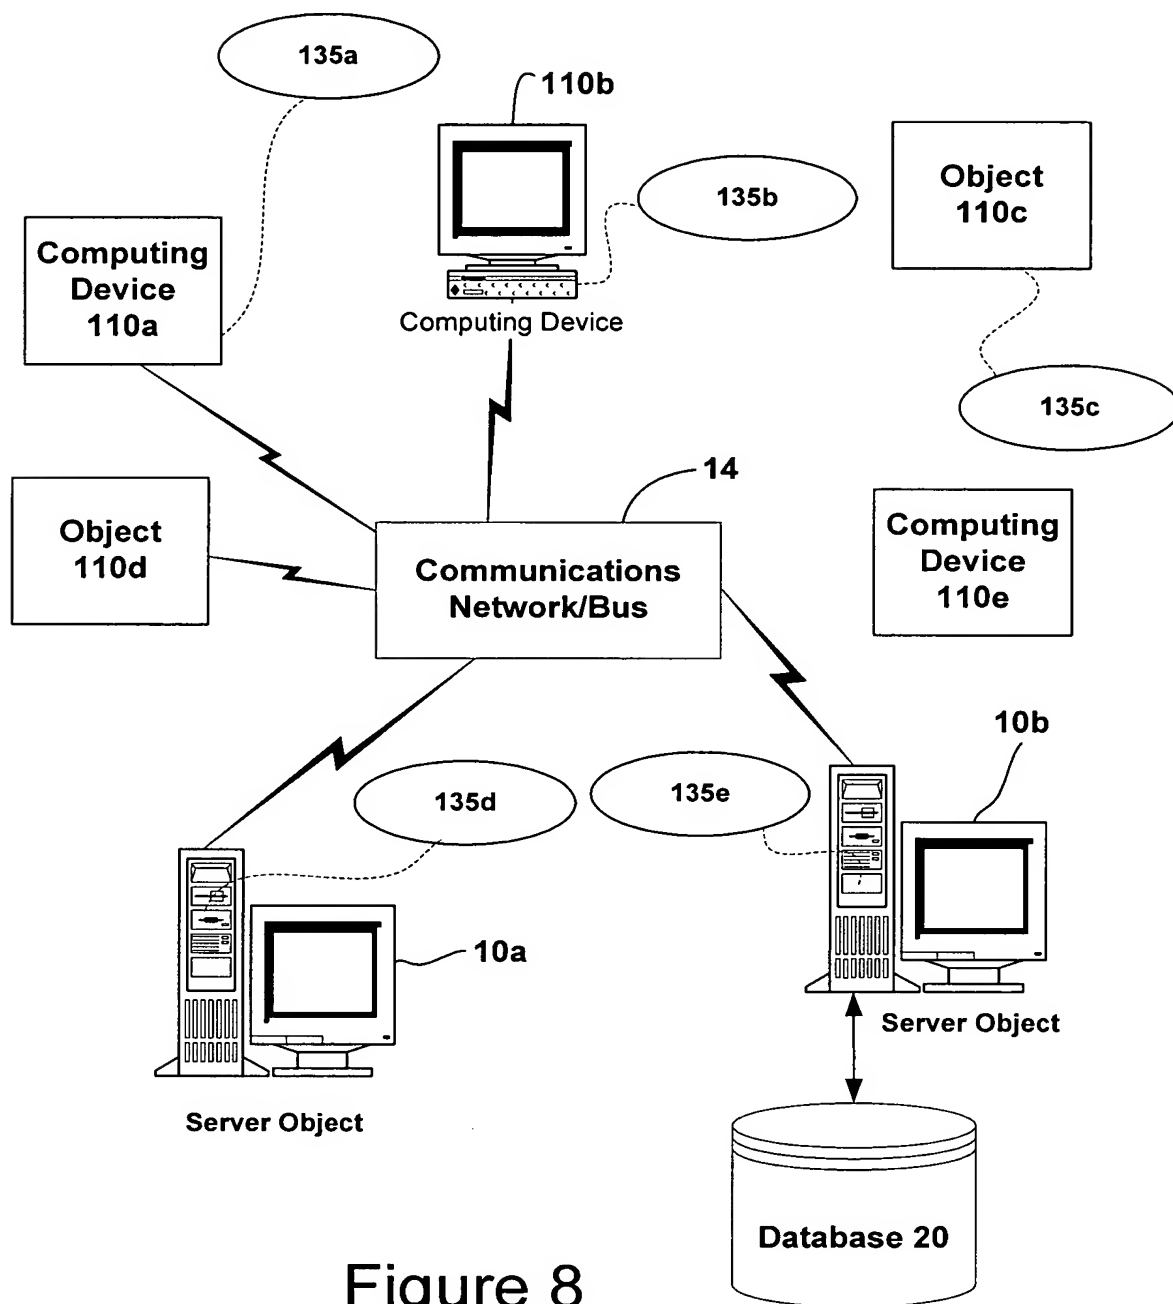 135a
110b
135b
Object
110c
Computing
Device
110a
Computing Device
135c
14
Object
110d
Communications
Network/Bus
Computing
Device
110e
10b
135d
135e
10a
Server Object
Server Object
Database 20
Figure 8